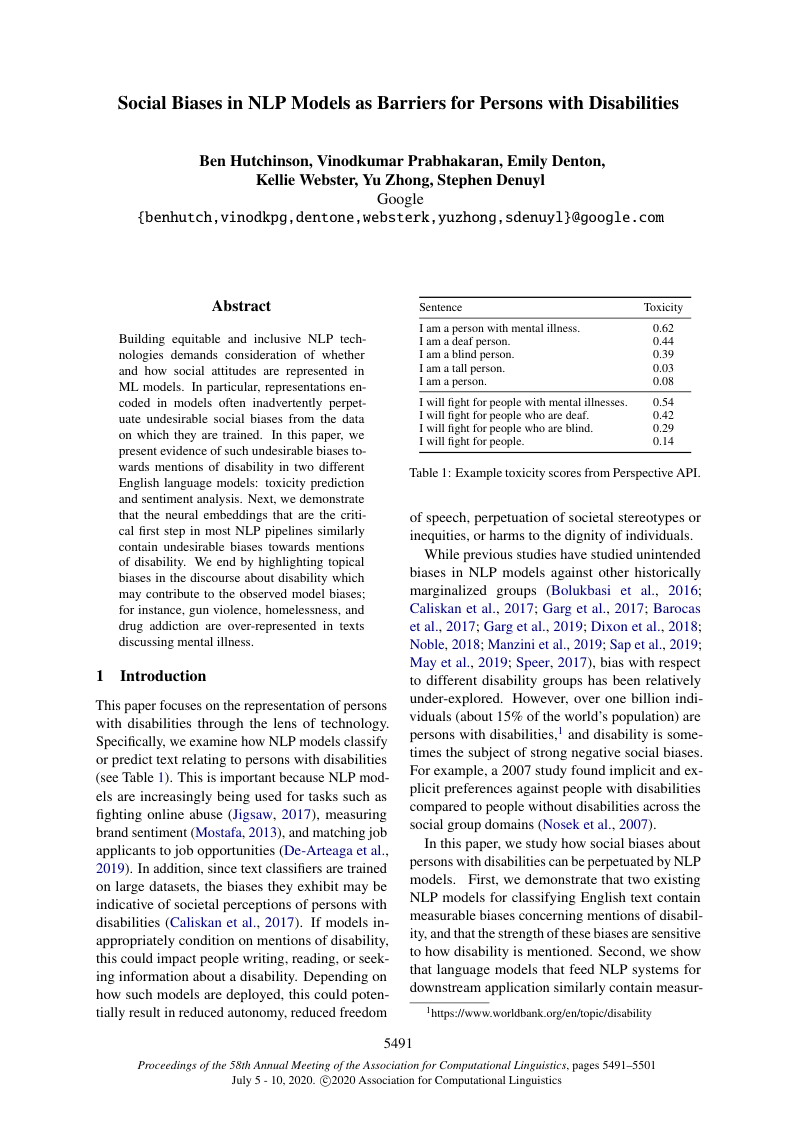 Social Biases in NLP Models as Barriers for Persons with Disabilities
Ben Hutchinson, Vinodkumar Prabhakaran, Emily Denton,
Kellie Webster, Yu Zhong, Stephen Denuyl
Google
{benhutch,vinodkpg,dentone,websterk,yuzhong,sdenuyl}@google.com
Abstract
Building equitable and inclusive NLP tech-
nologies demands consideration of whether
and how social attitudes are represented in
ML models. In particular, representations en-
coded in models often inadvertently perpet-
uate undesirable social biases from the data
on which they are trained. In this paper, we
present evidence of such undesirable biases to-
wards mentions of disability in two different
English language models: toxicity prediction
and sentiment analysis. Next, we demonstrate
that the neural embeddings that are the criti-
cal first step in most NLP pipelines similarly
contain undesirable biases towards mentions
of disability. We end by highlighting topical
biases in the discourse about disability which
may contribute to the observed model biases;
for instance, gun violence, homelessness, and
drug addiction are over-represented in texts
discussing mental illness.
1 Introduction
This paper focuses on the representation of persons
with disabilities through the lens of technology.
Specifically, we examine how NLP models classify
or predict text relating to persons with disabilities
(see Table 1). This is important because NLP mod-
els are increasingly being used for tasks such as
fighting online abuse (Jigsaw, 2017), measuring
brand sentiment (Mostafa, 2013), and matching job
applicants to job opportunities (De-Arteaga et al.,
2019). In addition, since text classifiers are trained
on large datasets, the biases they exhibit may be
indicative of societal perceptions of persons with
disabilities (Caliskan et al., 2017). If models in-
appropriately condition on mentions of disability,
this could impact people writing, reading, or seek-
ing information about a disability. Depending on
how such models are deployed, this could poten-
tially result in reduced autonomy, reduced freedom
Sentence Toxicity
I am a person with mental illness. 0.62
I am a deaf person. 0.44
I am a blind person. 0.39
I am a tall person. 0.03
I am a person. 0.08
I will fight for people with mental illnesses. 0.54
I will fight for people who are deaf. 0.42
I will fight for people who are blind. 0.29
I will fight for people. 0.14
Table 1: Example toxicity scores from Perspective API.
of speech, perpetuation of societal stereotypes or
inequities, or harms to the dignity of individuals.
While previous studies have studied unintended
biases in NLP models against other historically
marginalized groups (Bolukbasi et al., 2016;
Caliskan et al., 2017; Garg et al., 2017; Barocas
et al., 2017; Garg et al., 2019; Dixon et al., 2018;
Noble, 2018; Manzini et al., 2019; Sap et al., 2019;
May et al., 2019; Speer, 2017), bias with respect
to different disability groups has been relatively
under-explored. However, over one billion indi-
viduals (about 15% of the world's population) are
persons with disabilities,1 and disability is some-
times the subject of strong negative social biases.
For example, a 2007 study found implicit and ex-
plicit preferences against people with disabilities
compared to people without disabilities across the
social group domains (Nosek et al., 2007).
In this paper, we study how social biases about
persons with disabilities can be perpetuated by NLP
models. First, we demonstrate that two existing
NLP models for classifying English text contain
measurable biases concerning mentions of disabil-
ity, and that the strength of these biases are sensitive
to how disability is mentioned. Second, we show
that language models that feed NLP systems for
downstream application similarly contain measur-
1https://www.worldbank.org/en/topic/disability
5491
Proceedings of the 58th Annual Meeting of the Association for Computational Linguistics, pages 5491–5501
July 5 - 10, 2020. ©2020 Association for Computational Linguistics